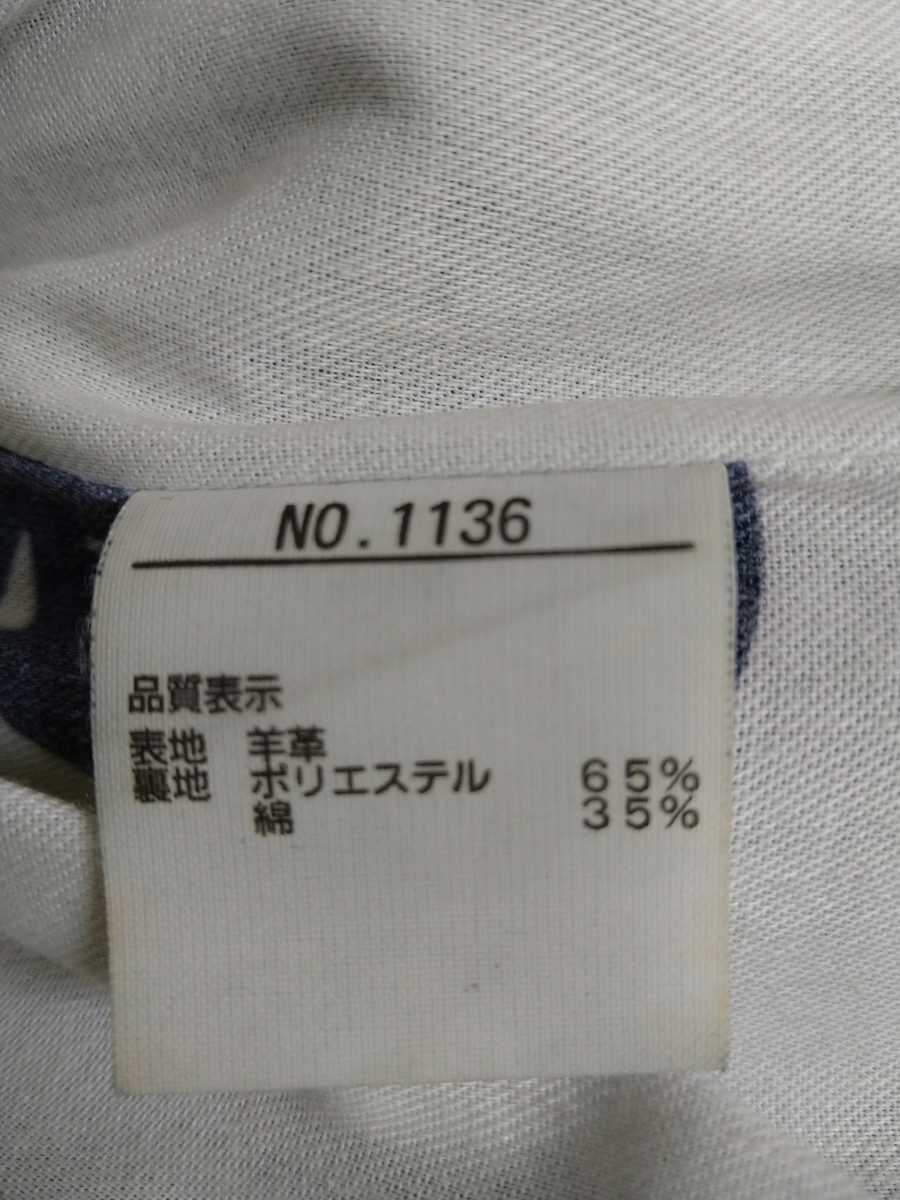 NO.1136
品質表示
表地 羊革
裏地 ポリエステル 65%
綿 35%